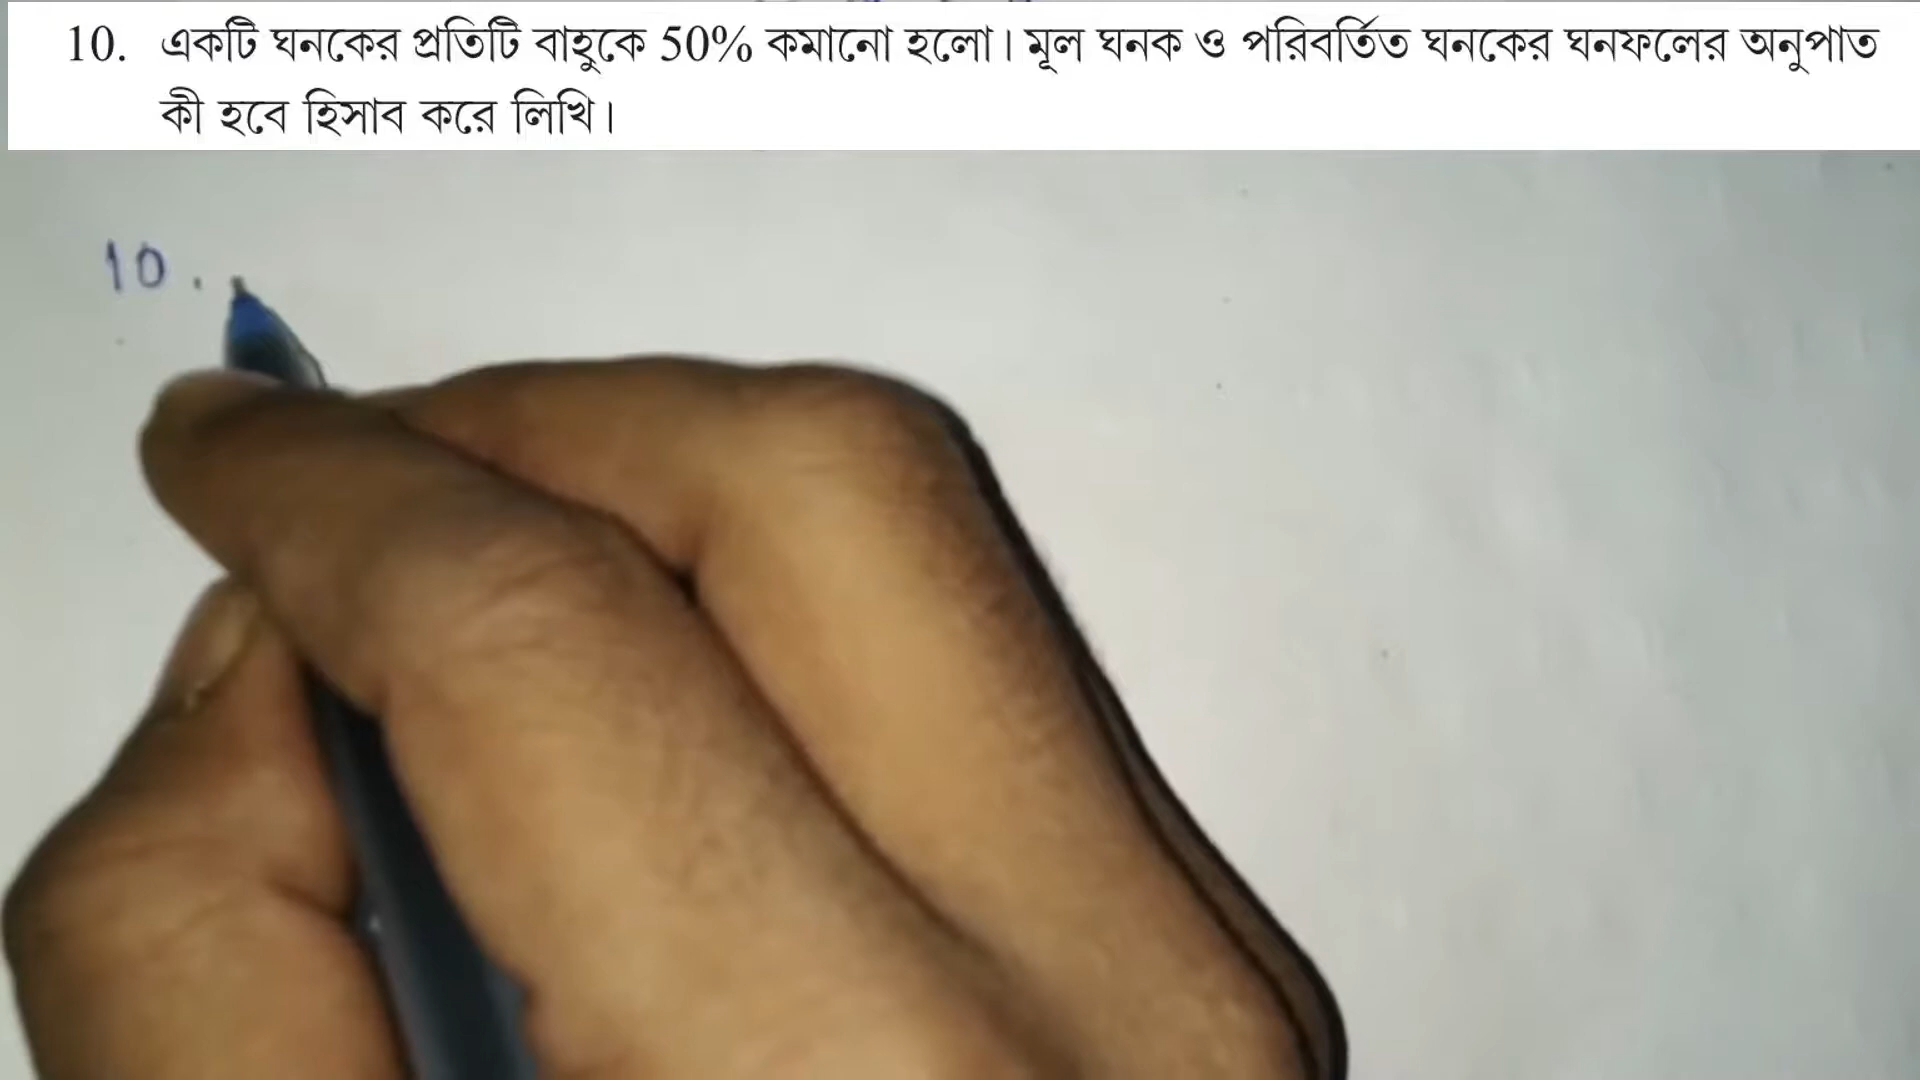 10. একটি ঘনকের প্রতিটি বাহুকে 50% কমানো হলো। মূল ঘনক ও পরিবর্তিত ঘনকের ঘনফলের অনুপাত
কী হবে হিসাব করে লিখি।
10.